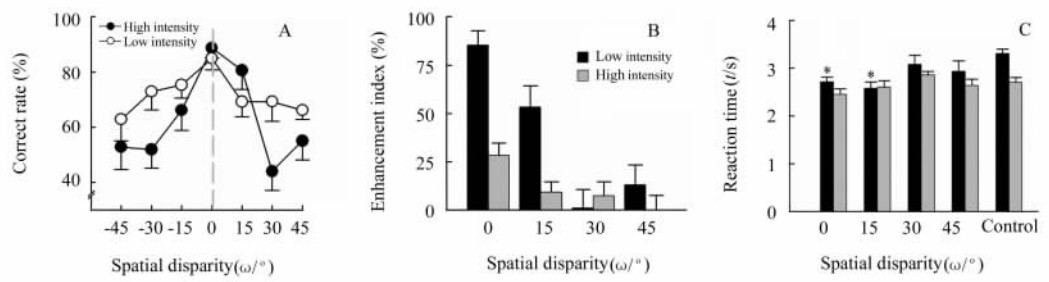 A
High intensity
Low intensity
Correct rate (%)
100
80
60
40
-45 -30 -15 0 15 30 45
Spatial disparity(ω/°)
B
Low intensity
High intensity
Enhancement index (%)
100
75
50
25
0
0 15 30 45
Spatial disparity(ω/°)
C
Reaction time (t/s)
4
3
2
1
0
* *
0 15 30 45 Control
Spatial disparity(ω/°)